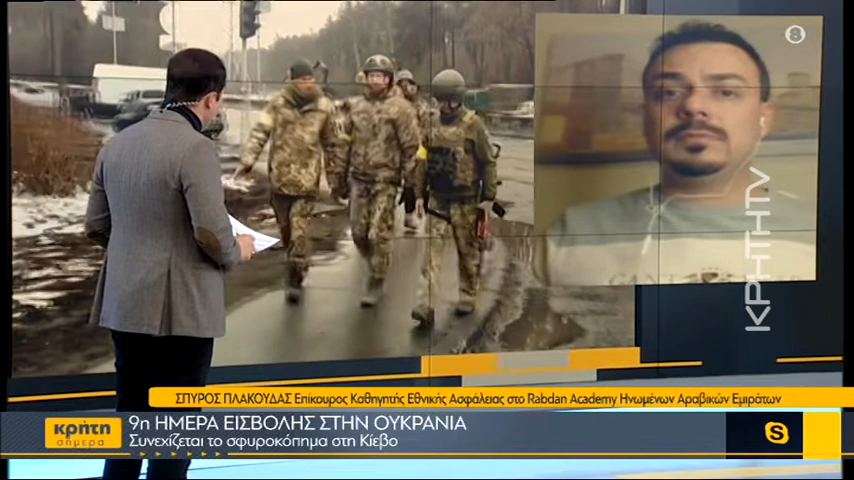 8
ΚΡΗΤΗTV
ΣΠΥΡΟΣ ΠΛΑΚΟΥΔΑΣ Επίκουρος Καθηγητής Εθνικής Ασφάλειας στο Rabdan Academy Ηνωμένων Αραβικών Εμιράτων
κρήτη
σήμερα
9η ΗΜΕΡΑ ΕΙΣΒΟΛΗΣ ΣΤΗΝ ΟΥΚΡΑΝΙΑ
Συνεχίζεται το σφυροκόπημα στη Κίεβο
S